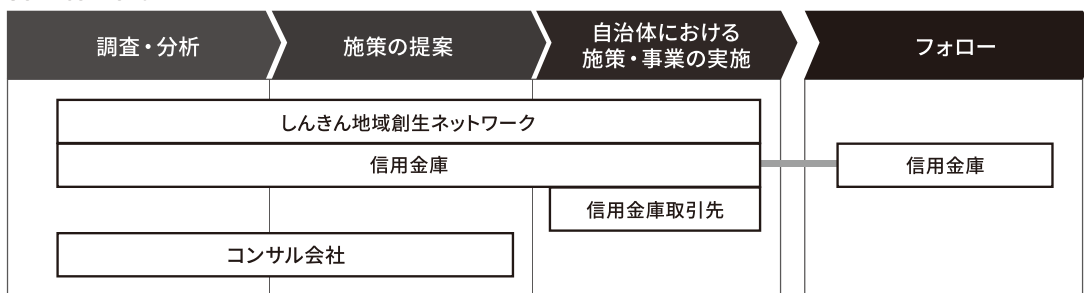 調査・分析
施策の提案
自治体における
施策・事業の実施
フォロー
しんきん地域創生ネットワーク
信用金庫
信用金庫
信用金庫取引先
コンサル会社